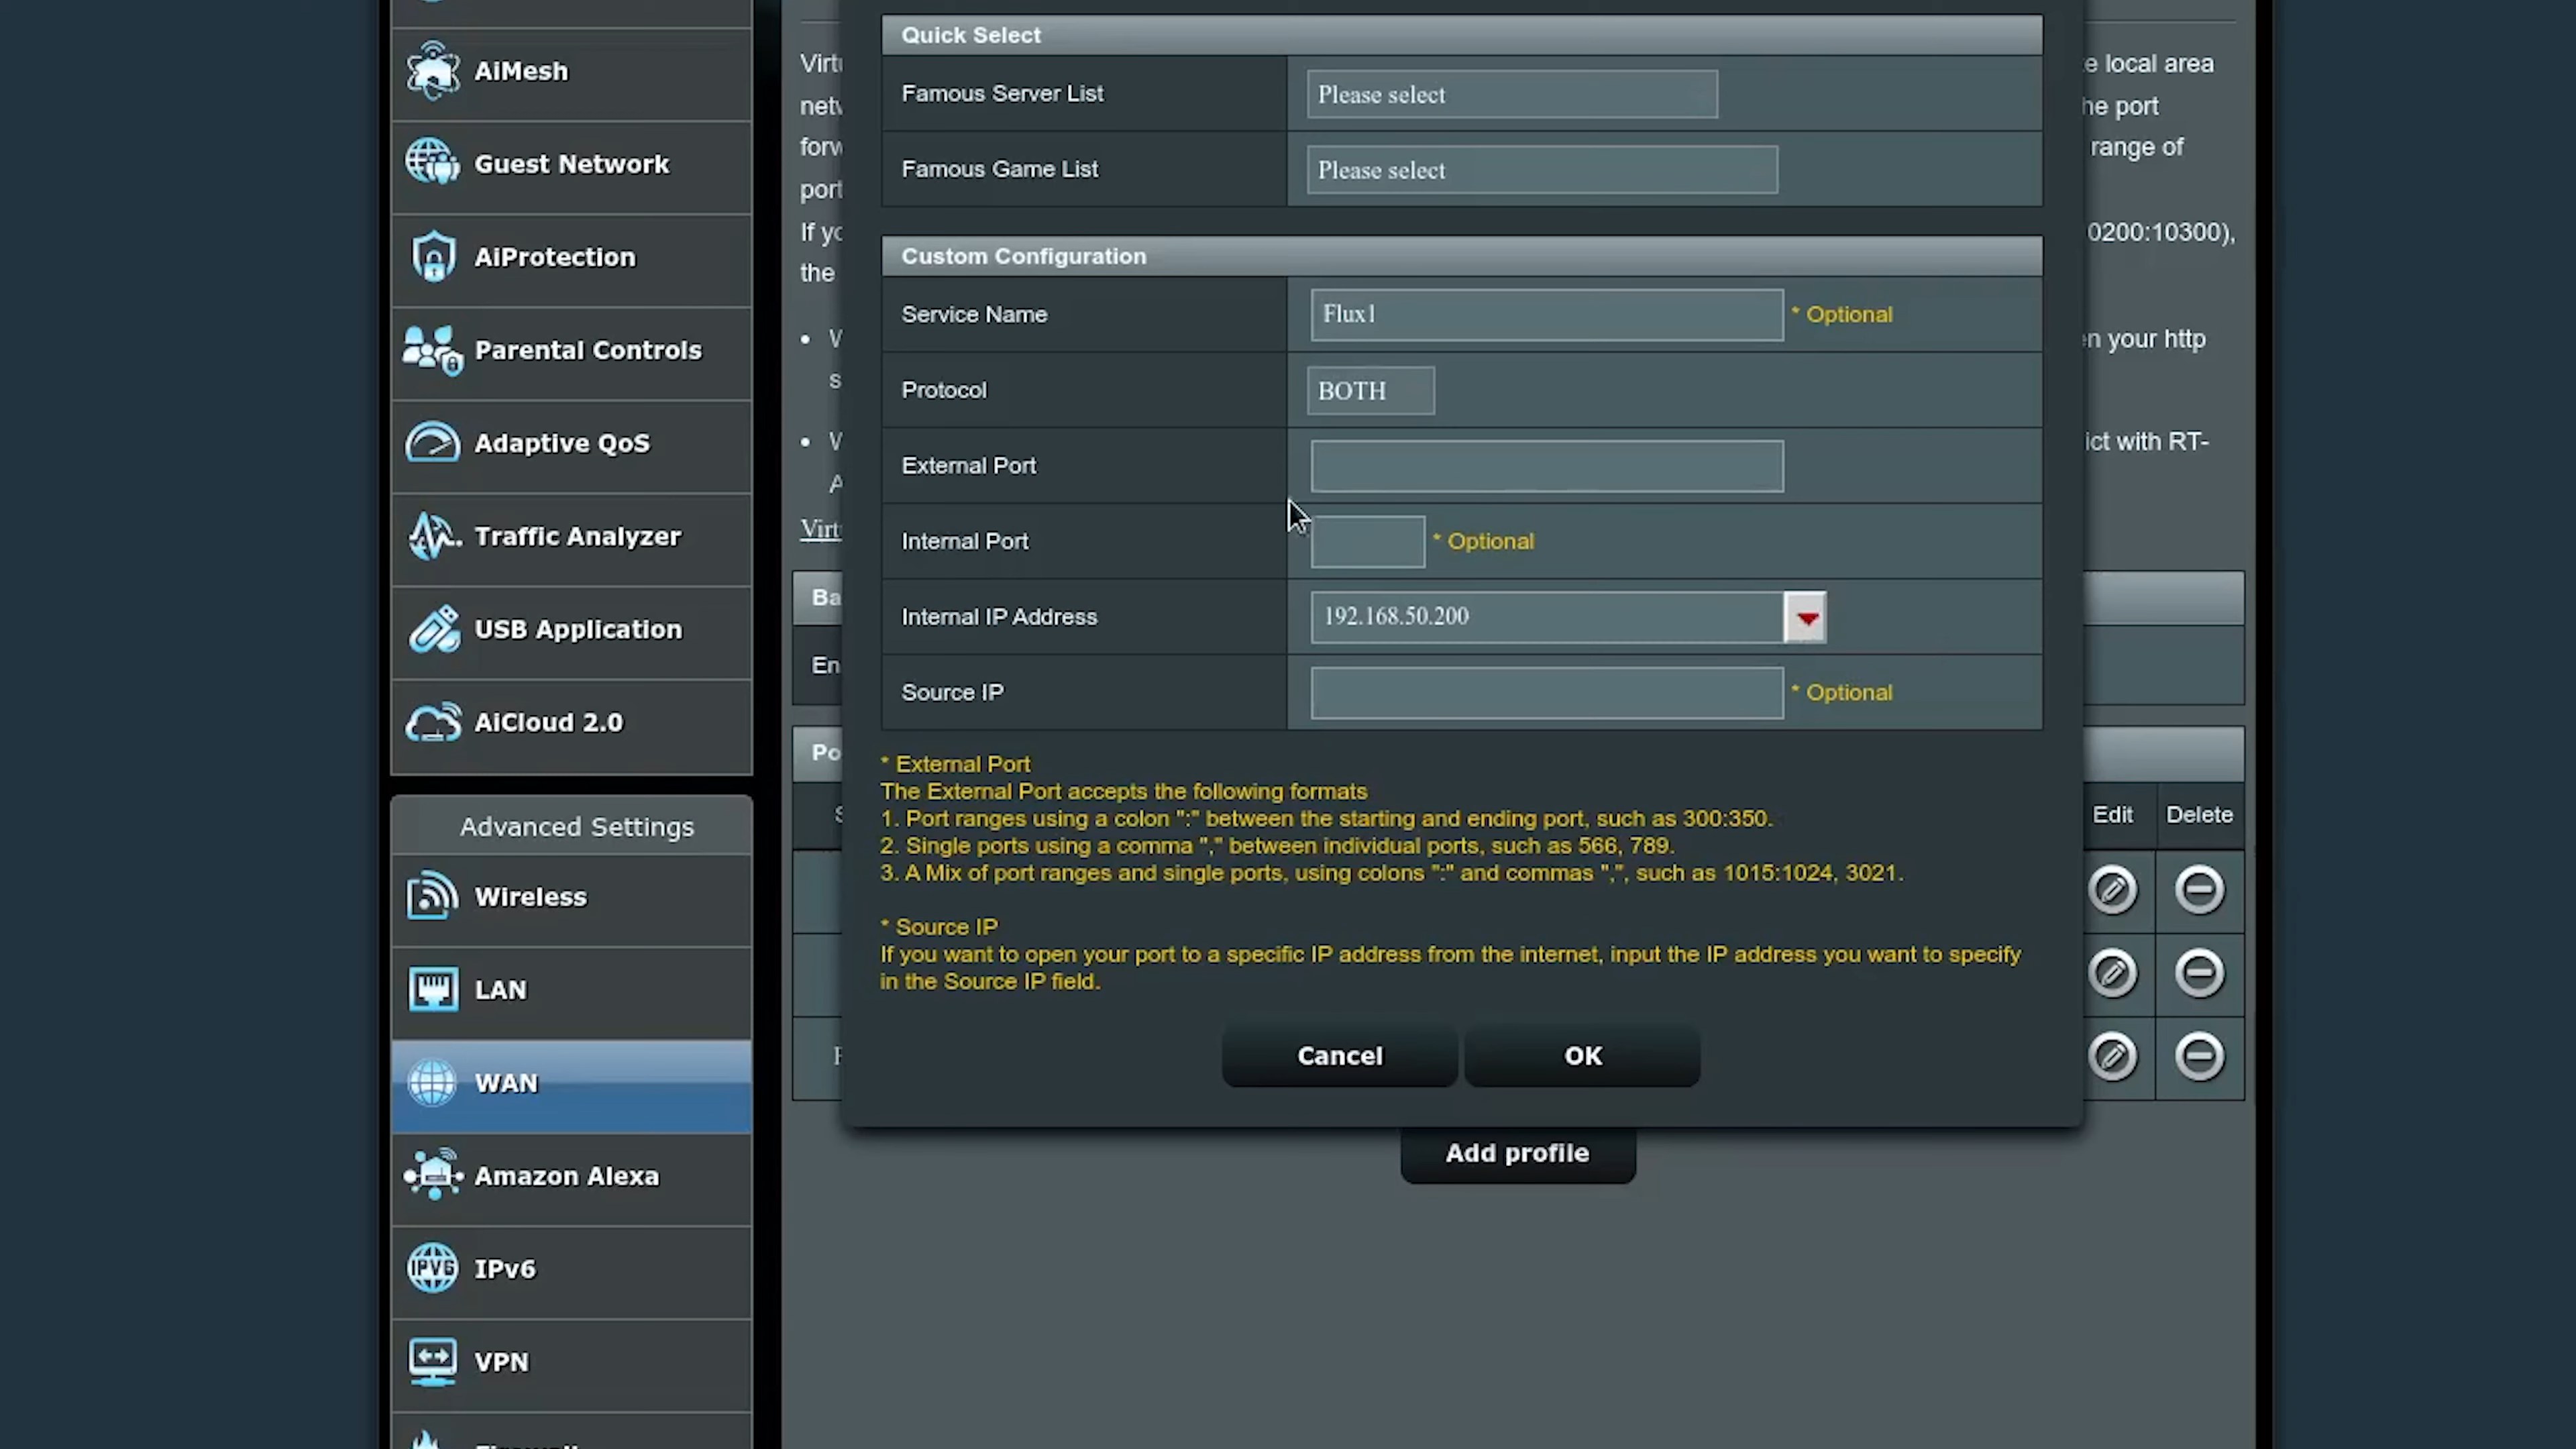 AiMesh
Guest Network
AiProtection
Parental Controls
Adaptive QoS
Traffic Analyzer
USB Application
AiCloud 2.0
Advanced Settings
Wireless
LAN
WAN
Amazon Alexa
IPv6
VPN
Quick Select
Famous Server List Please select
Famous Game List Please select
Custom Configuration
Service Name Flux1 * Optional
Protocol BOTH
External Port
Internal Port * Optional
Internal IP Address 192.168.50.200
Source IP * Optional
* External Port
The External Port accepts the following formats
1. Port ranges using a colon ":" between the starting and ending port, such as 300:350.
2. Single ports using a comma "," between individual ports, such as 566, 789.
3. A Mix of port ranges and single ports, using colons ":" and commas ",", such as 1015:1024, 3021.
* Source IP
If you want to open your port to a specific IP address from the internet, input the IP address you want to specify
in the Source IP field.
Cancel OK
Add profile
local area
port
range of
0200:10300),
the
your http
with RT-
Edit Delete